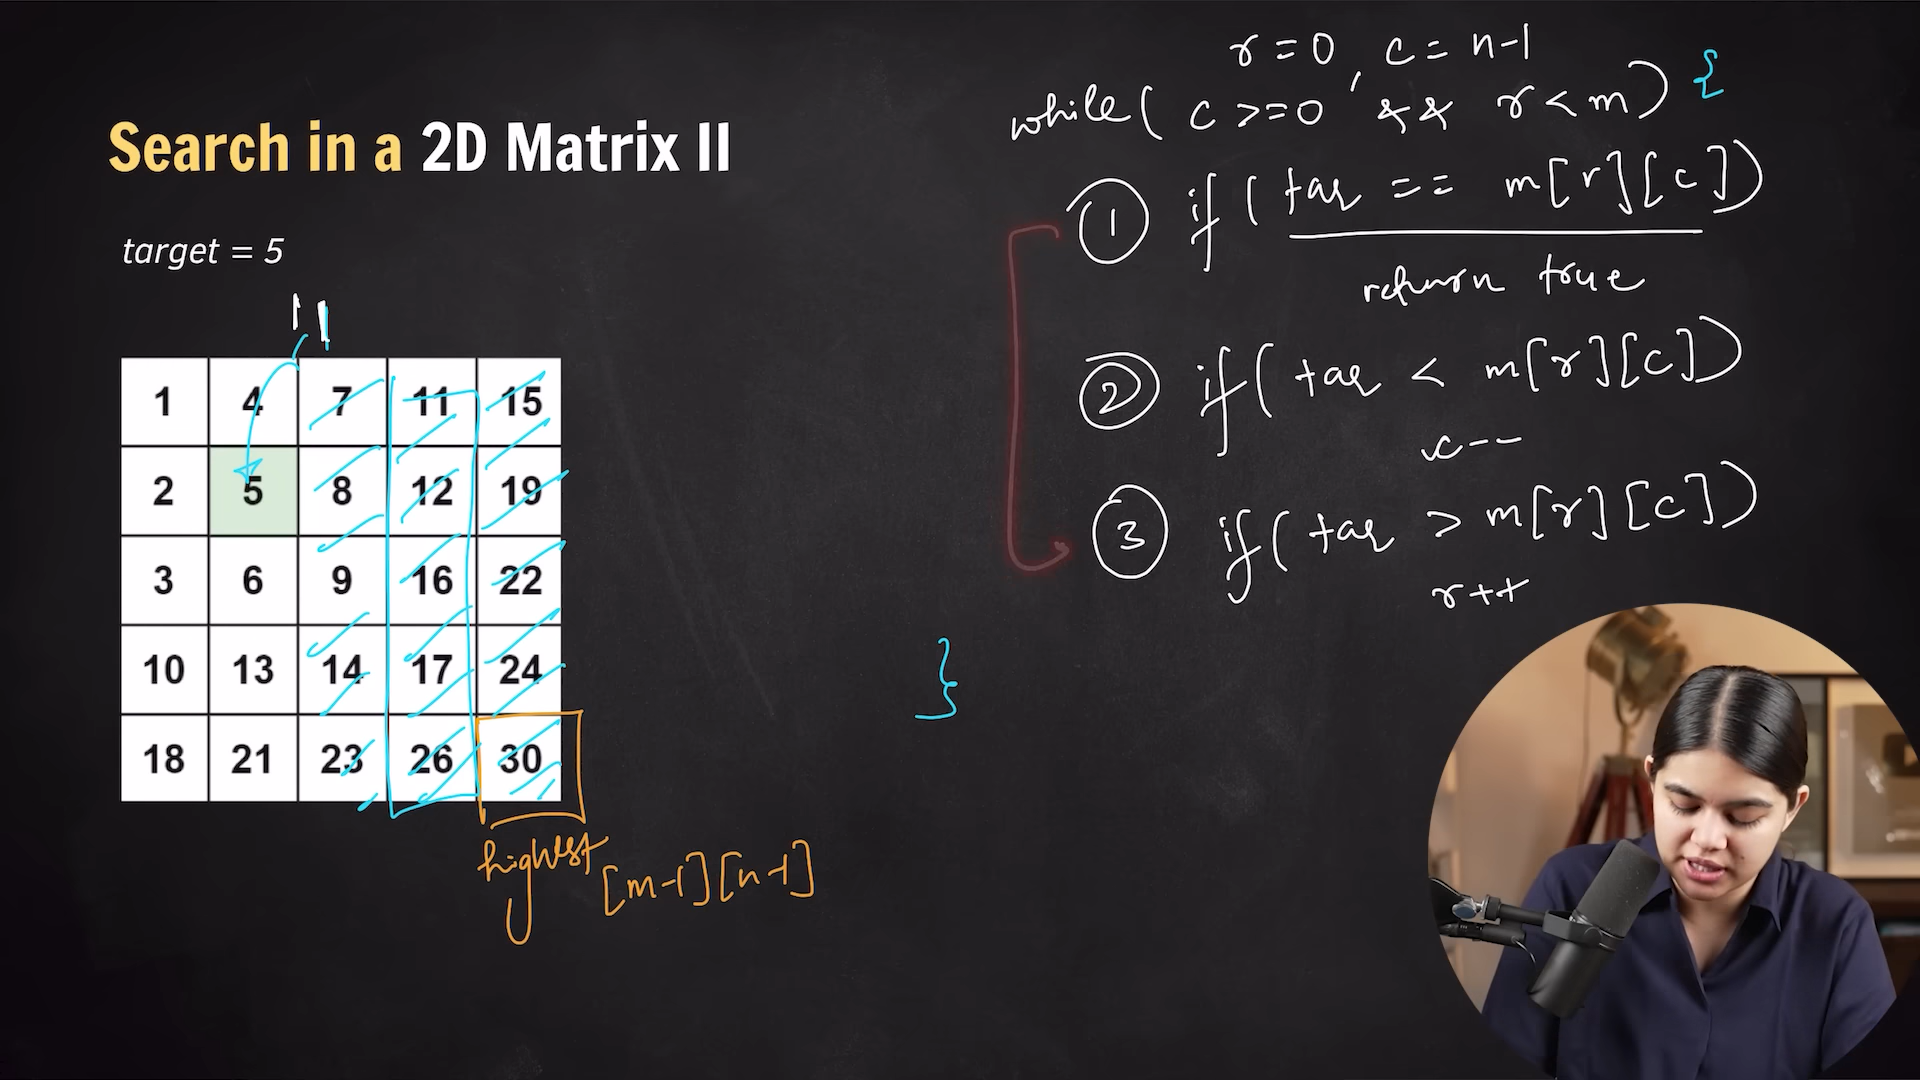 Search in a 2D Matrix II
target = 5
1 4 7 11 15
2 5 8 12 19
3 6 9 16 22
10 13 14 17 24
18 21 23 26 30
highest
[m-1][n-1]
r = 0, c = n-1
while( c >= 0 && r < m) {
1 if ( tar == m[r][c])
return true
2 if( tar < m[r][c])
c--
3 if( tar > m[r][c])
r++
}